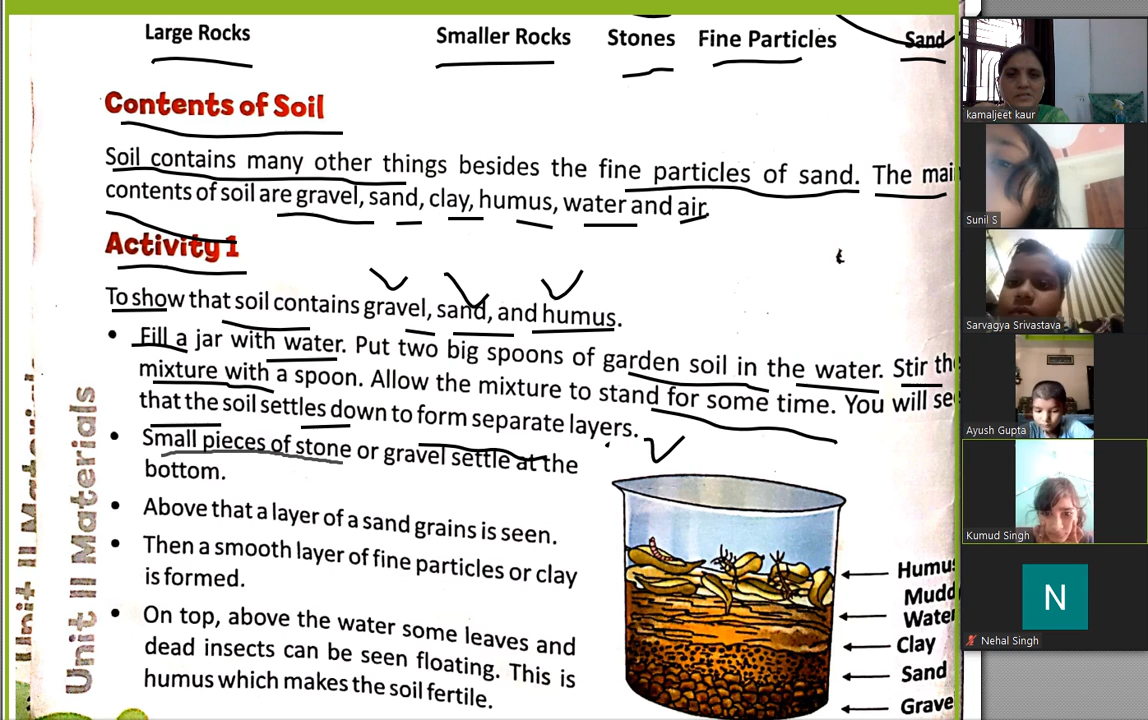 Large Rocks Smaller Rocks Stones Fine Particles Sand
Contents of Soil
Soil contains many other things besides the fine particles of sand. The mai
contents of soil are gravel, sand, clay, humus, water and air.
Activity 1
To show that soil contains gravel, sand, and humus.
• Fill a jar with water. Put two big spoons of garden soil in the water. Stir th
mixture with a spoon. Allow the mixture to stand for some time. You will se
that the soil settles down to form separate layers.
• Small pieces of stone or gravel settle at the
bottom.
• Above that a layer of a sand grains is seen.
• Then a smooth layer of fine particles or clay
is formed.
• On top, above the water some leaves and
dead insects can be seen floating. This is
humus which makes the soil fertile.
Humus
Mudd
Water
Clay
Sand
Grave
Unit III Materials
Unit III Materials
kamaljeet kaur
Sunil S
Sarvagya Srivastava
Ayush Gupta
Kumud Singh
N
Nehal Singh